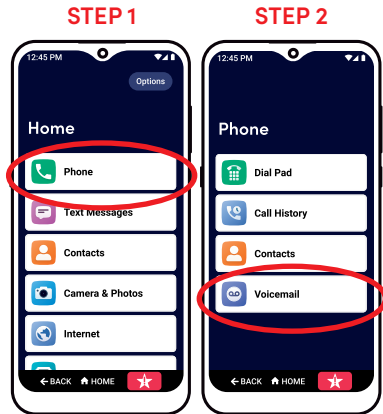 STEP 1
12:45 PM
Options
Home
Phone
Text Messages
Contacts
Camera & Photos
Internet
BACK HOME
STEP 2
12:45 PM
Phone
Dial Pad
Call History
Contacts
Voicemail
BACK HOME